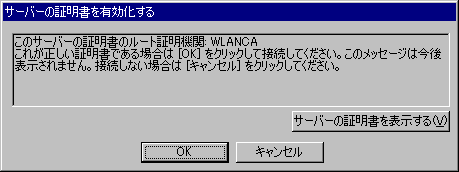 サーバーの証明書を有効化する
このサーバーの証明書のルート証明機関: WLANCA
これが正しい証明書である場合は [OK] をクリックして接続してください。このメッセージは今後
表示されません。接続しない場合は [キャンセル] をクリックしてください。
サーバーの証明書を表示する(V)
OK
キャンセル